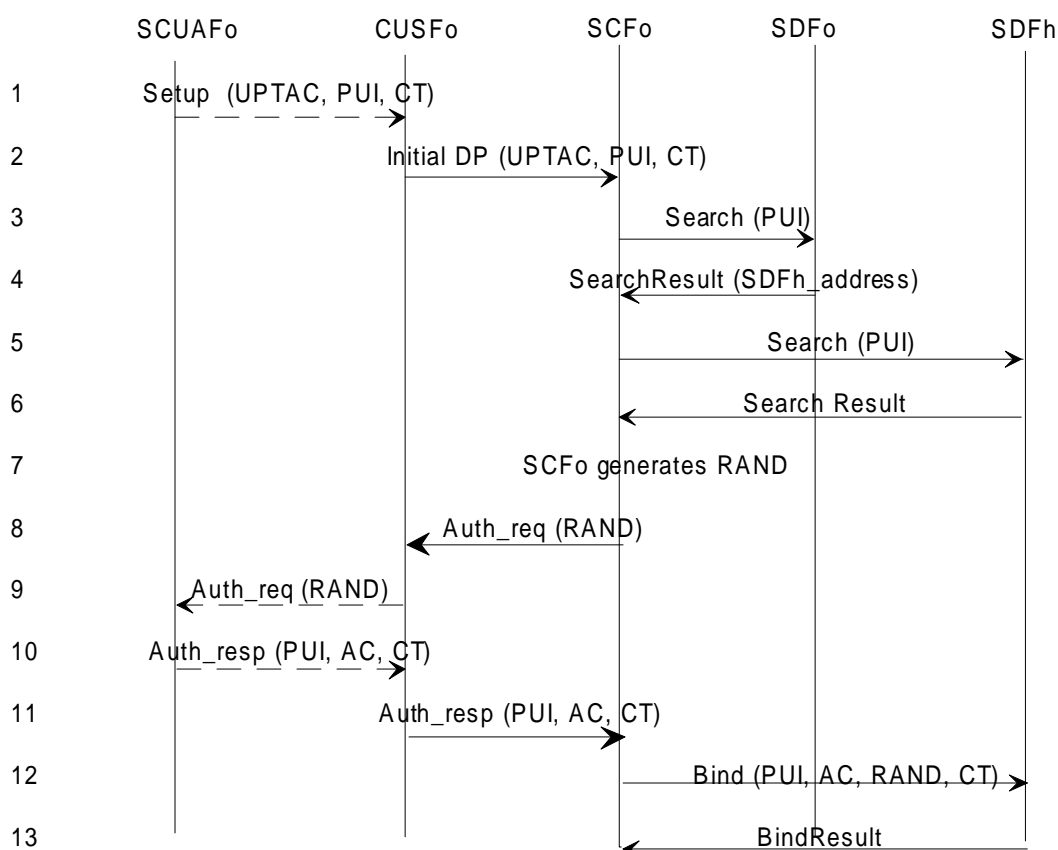 SCUAFo CUSFo SCFo SDFo SDFh
1 Setup (UPTAC, PUI, CT)
2 Initial DP (UPTAC, PUI, CT)
3 Search (PUI)
4 SearchResult (SDFh_address)
5 Search (PUI)
6 Search Result
7 SCFo generates RAND
8 Auth_req (RAND)
9 Auth_req (RAND)
10 Auth_resp (PUI, AC, CT)
11 Auth_resp (PUI, AC, CT)
12 Bind (PUI, AC, RAND, CT)
13 BindResult